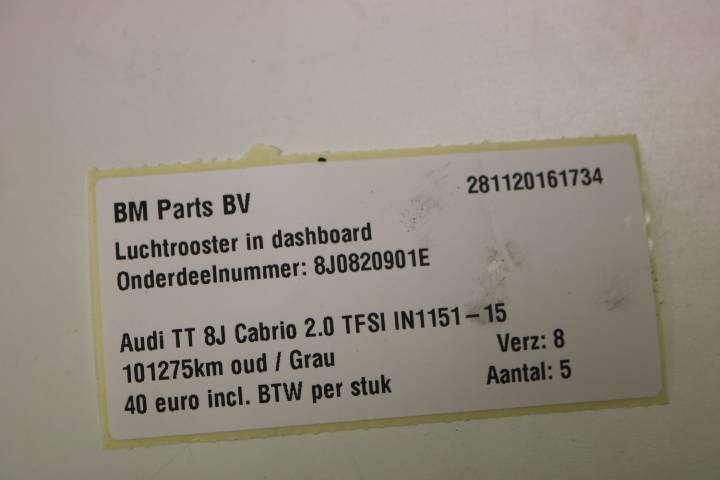 BM Parts BV
281120161734
Luchtrooster in dashboard
Onderdeelnummer: 8J0820901E
Audi TT 8J Cabrio 2.0 TFSI IN1151-15
101275km oud / Grau
Verz: 8
40 euro incl. BTW per stuk
Aantal: 5